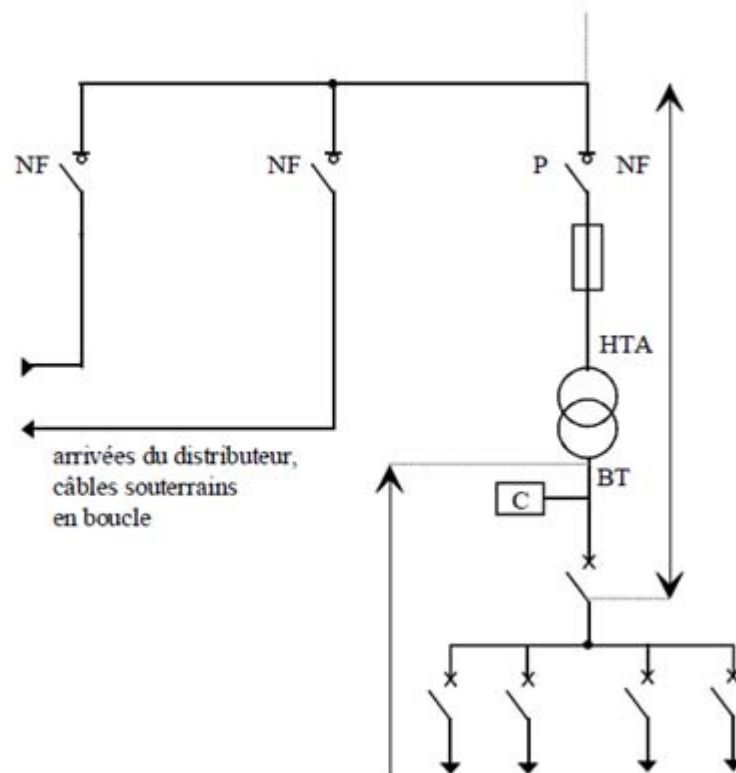 NF
NF
P
NF
HTA
arrivées du distributeur,
câbles souterrains
en boucle
BT
C